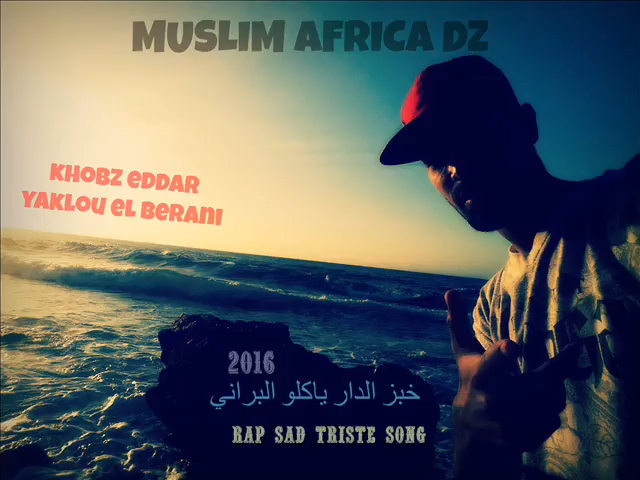 MUSLIM AFRICA DZ
KHOBZ EDDAR
YAKLOU EL BERANI
2016
خبز الدار ياكلو البراني
RAP SAD TRISTE SONG